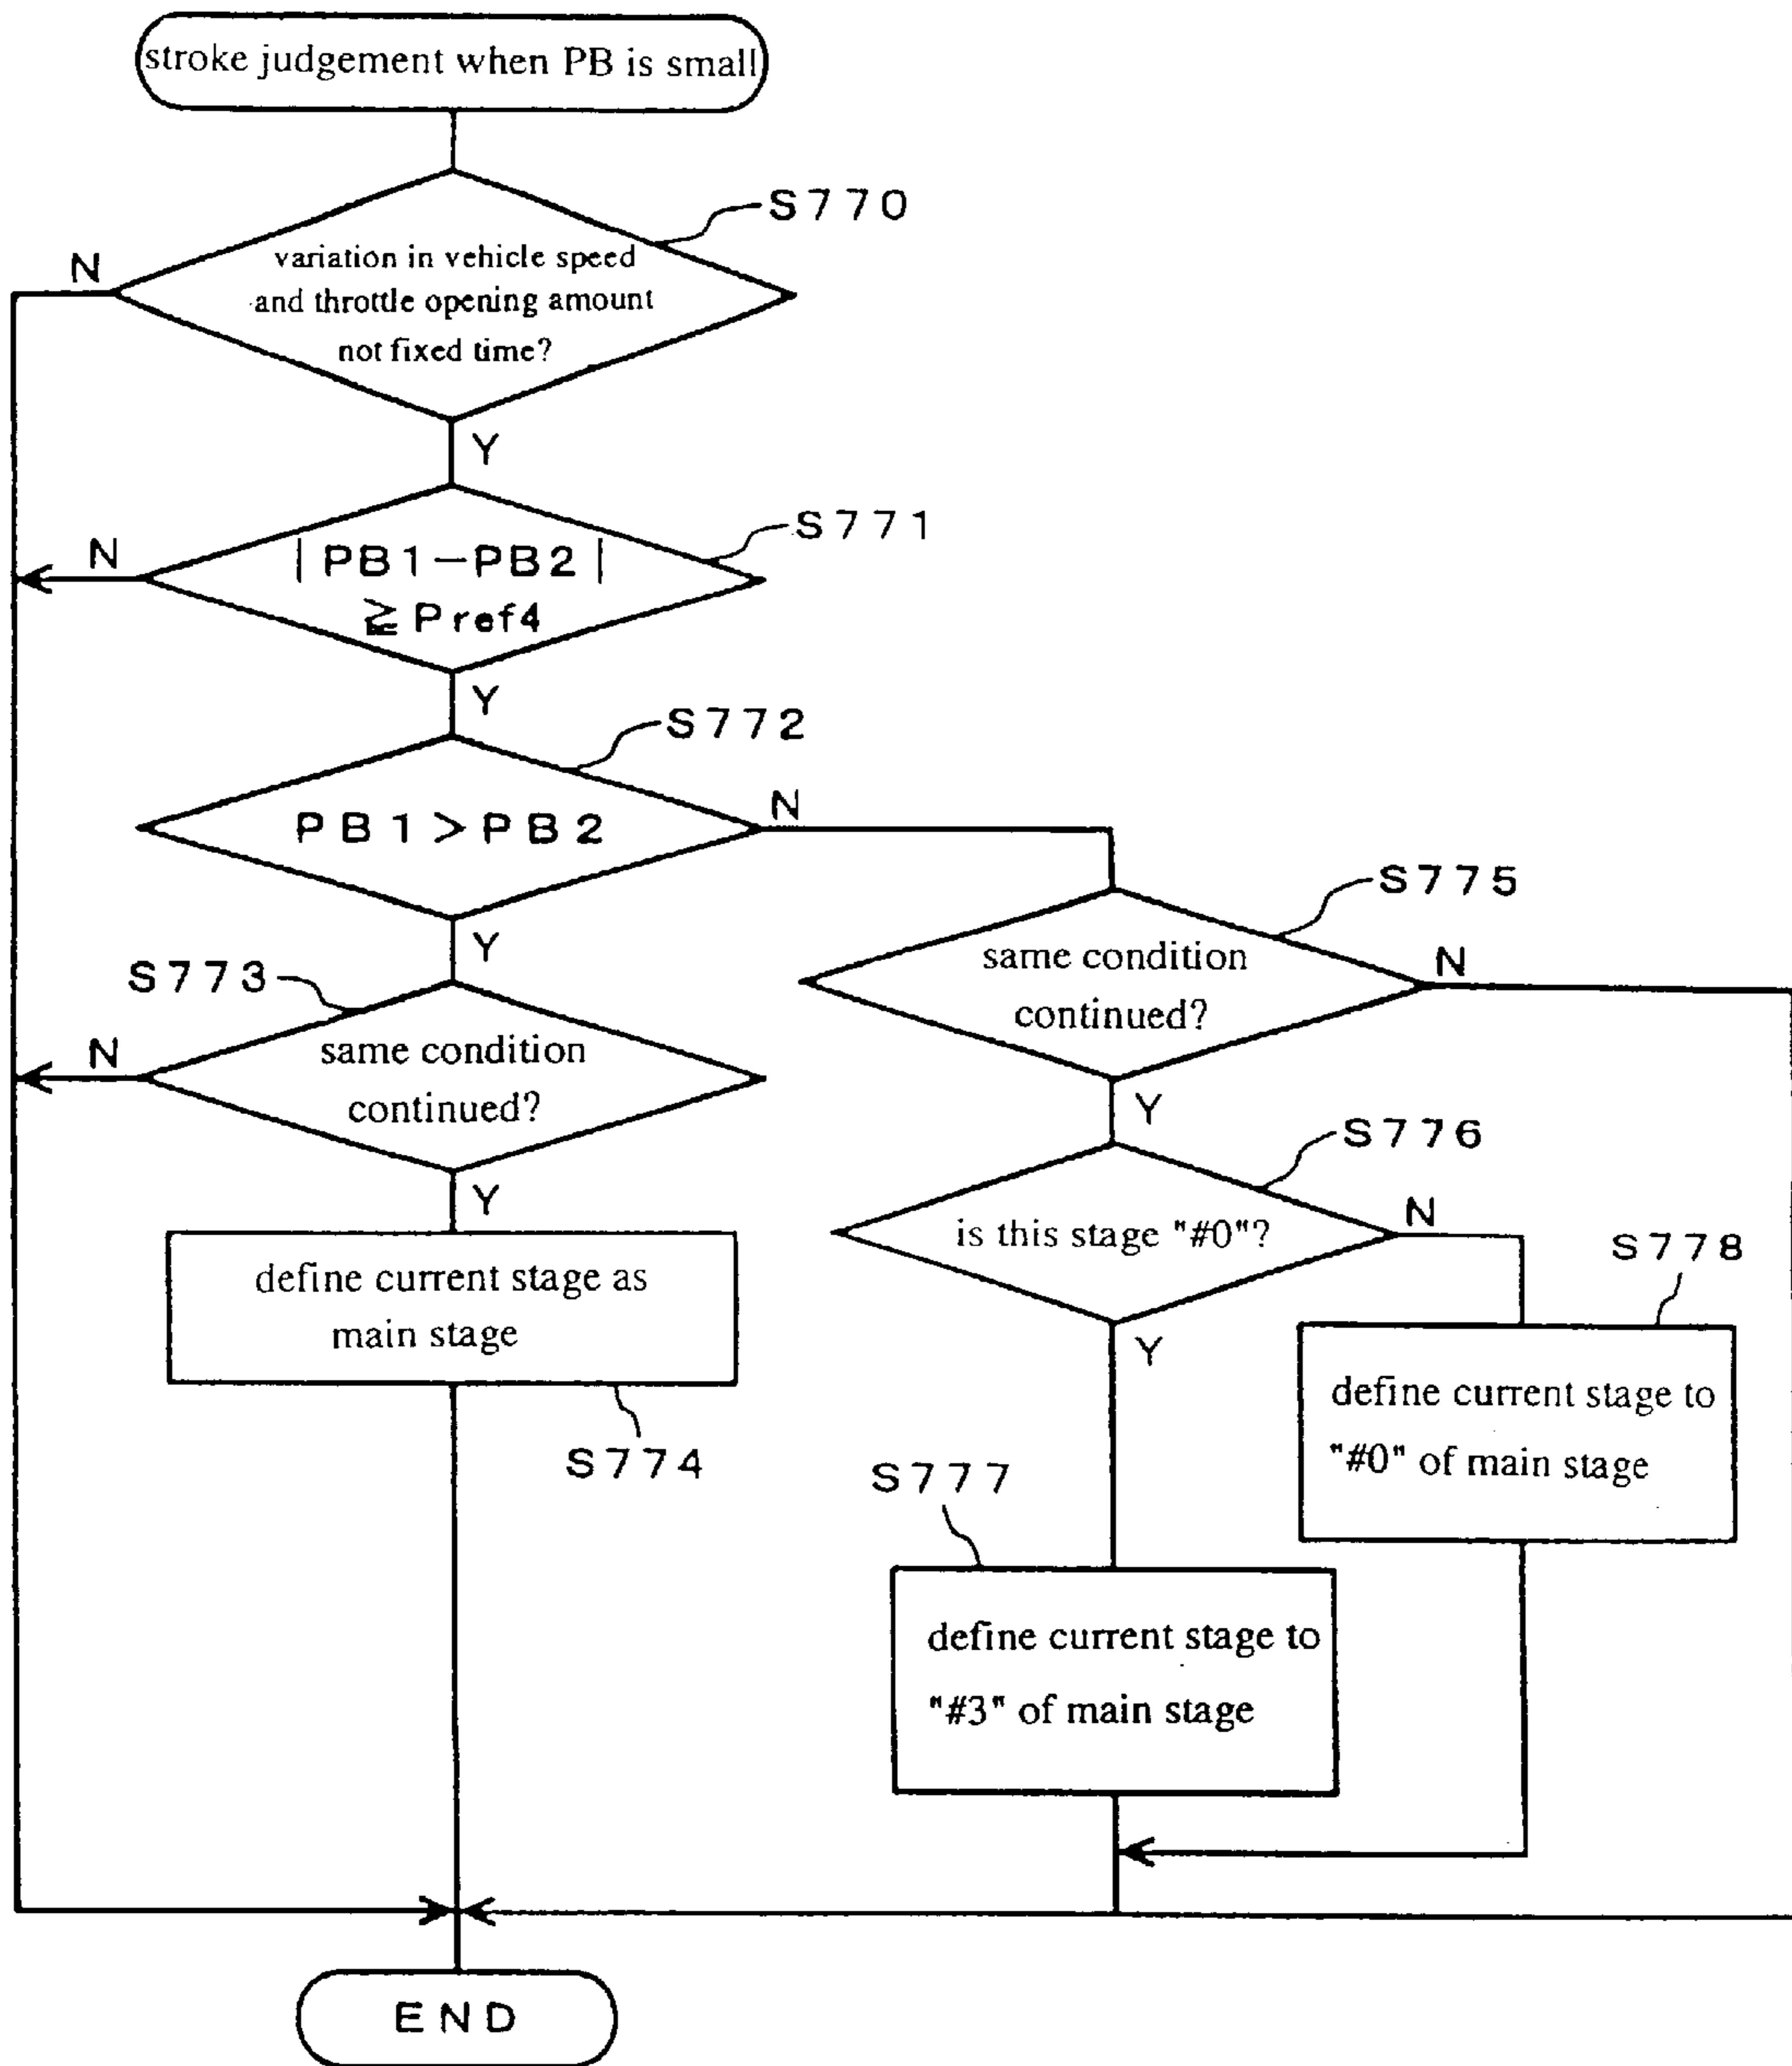 stroke judgement when PB is small
S770
N
variation in vehicle speed
and throttle opening amount
not fixed time?
Y
S771
N
| PB1−PB2 |
≧ Pref4
Y
S772
N
PB1 > PB2
Y
S775
same condition
continued?
N
S773
N
same condition
continued?
Y
Y
S776
is this stage "#0"?
N
S778
define current stage as
main stage
S774
Y
define current stage to
"#0" of main stage
S777
define current stage to
"#3" of main stage
END